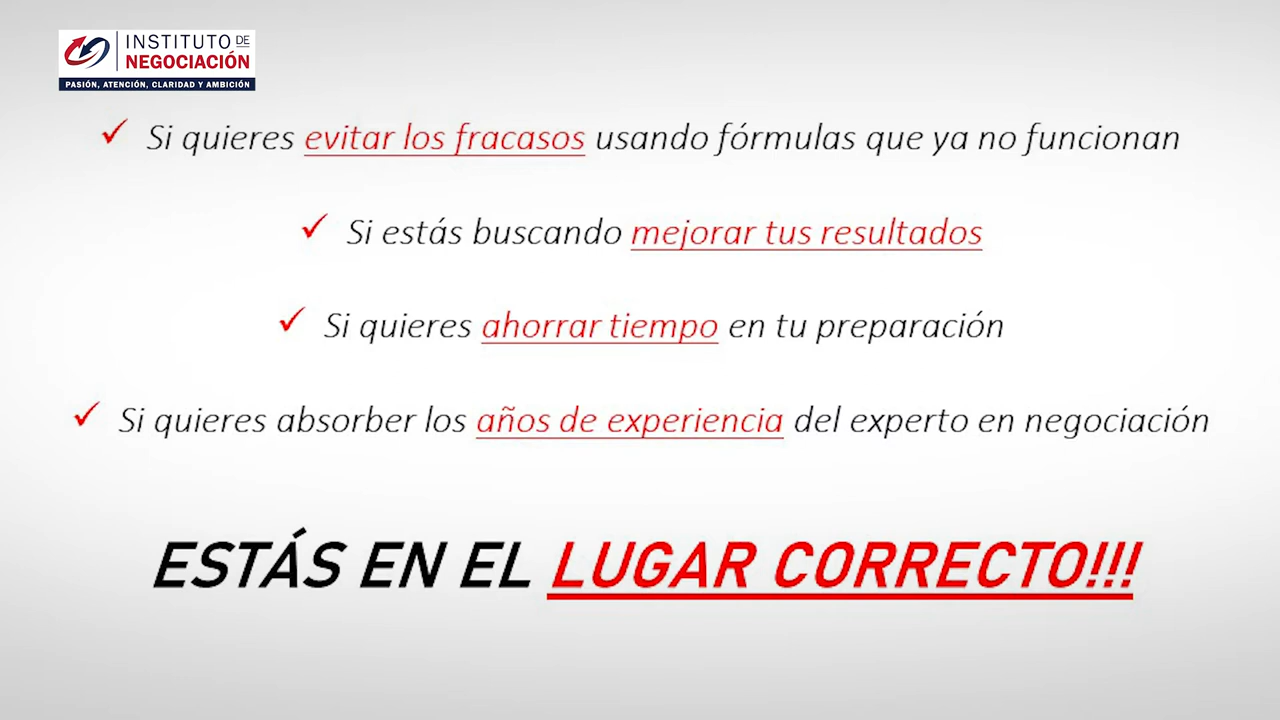 INSTITUTO DE
NEGOCIACIÓN
PASIÓN, ATENCIÓN, CLARIDAD Y AMBICIÓN
✓ Si quieres evitar los fracasos usando fórmulas que ya no funcionan
✓ Si estás buscando mejorar tus resultados
✓ Si quieres ahorrar tiempo en tu preparación
✓ Si quieres absorber los años de experiencia del experto en negociación
ESTÁS EN EL LUGAR CORRECTO!!!